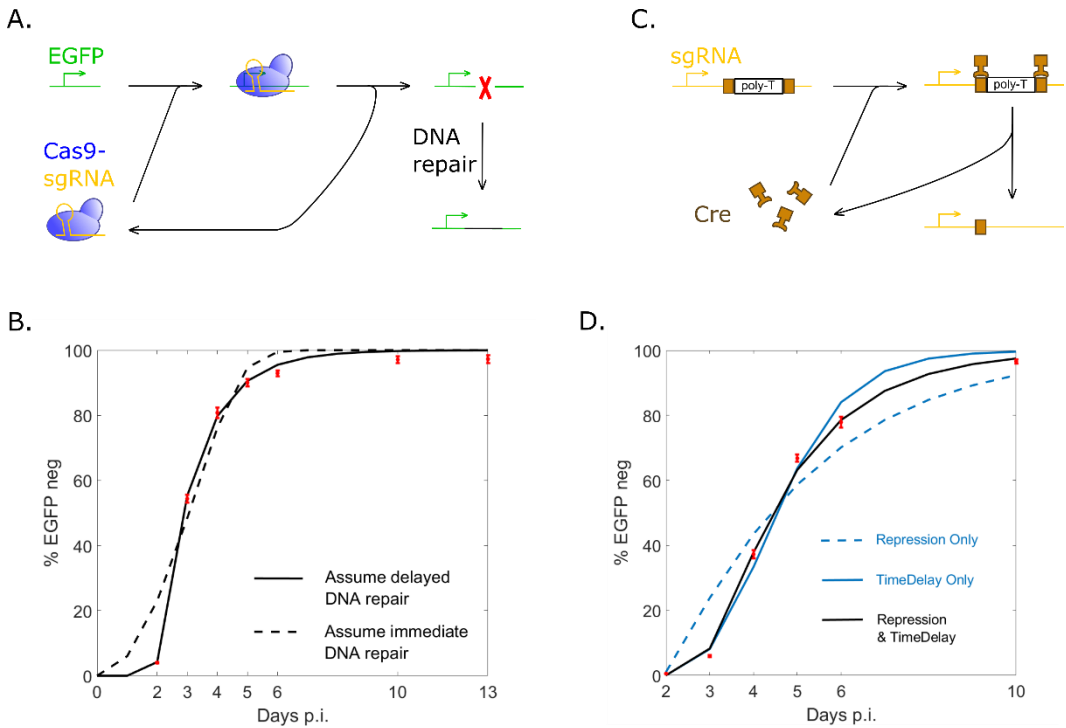 A.
EGFP
Cas9-
sgRNA
DNA
repair
C.
sgRNA
poly-T
poly-T
Cre
B.
% EGFP neg
100
80
60
40
20
0
0 2 3 4 5 6 10 13
Days p.i.
Assume delayed
DNA repair
Assume immediate
DNA repair
D.
% EGFP neg
100
80
60
40
20
0
2 3 4 5 6 10
Days p.i.
Repression Only
TimeDelay Only
Repression
& TimeDelay